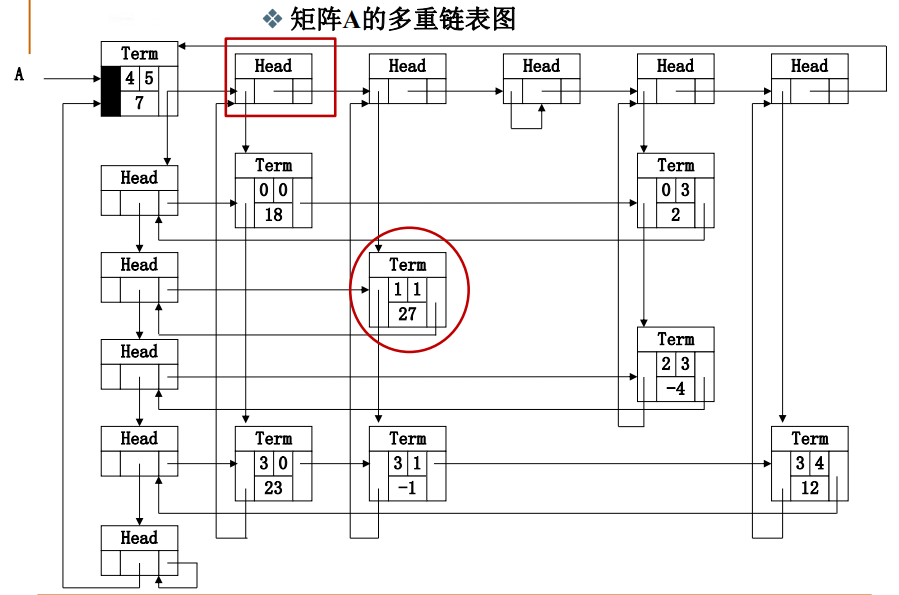 ❖ 矩阵A的多重链表图
A
Term
4 5
7
Head
Head
Head
Head
Head
Head
Term
0 0
18
Term
0 3
2
Head
Term
1 1
27
Head
Term
2 3
-4
Head
Term
3 0
23
Term
3 1
-1
Term
3 4
12
Head